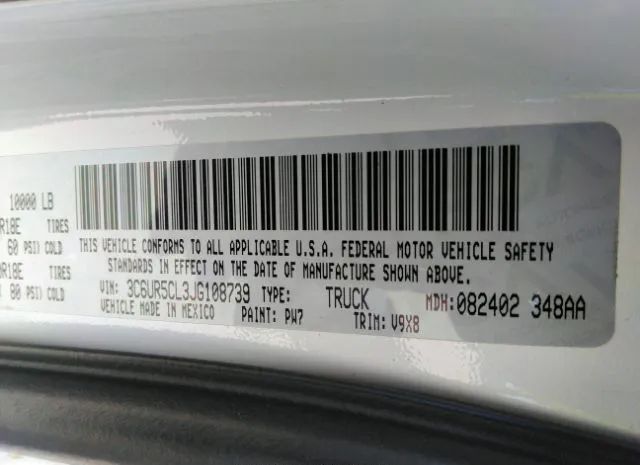 10000 LB
R18E TIRES
60 PSI) COLD
R18E TIRES
80 PSI) COLD
THIS VEHICLE CONFORMS TO ALL APPLICABLE U.S.A. FEDERAL MOTOR VEHICLE SAFETY
STANDARDS IN EFFECT ON THE DATE OF MANUFACTURE SHOWN ABOVE.
VIN: 3C6UR5CL3JG108739 TYPE: TRUCK MDH:082402 348AA
VEHICLE MADE IN MEXICO PAINT: PW7 TRIM: V9X8